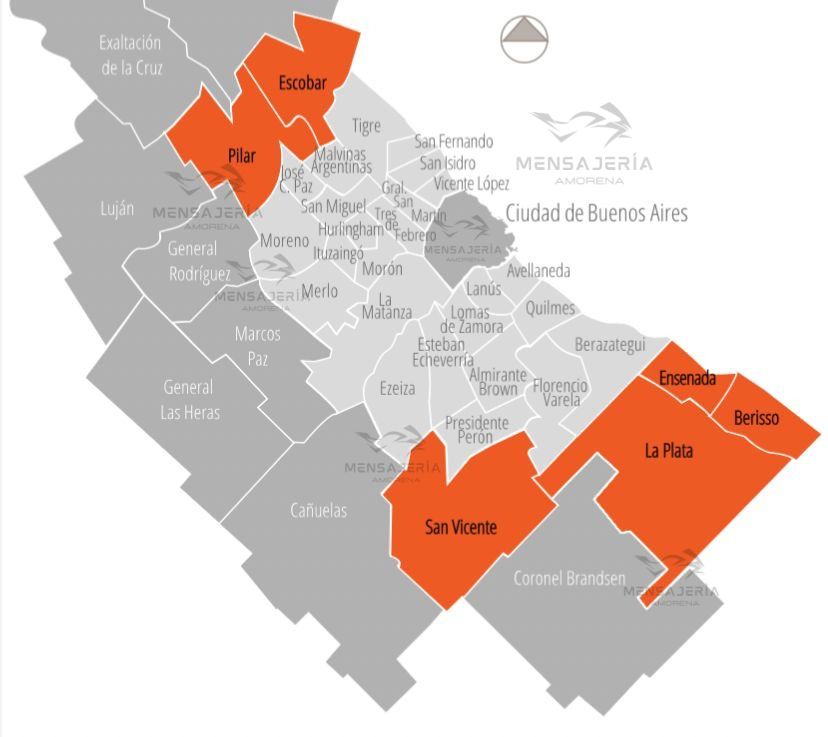 Exaltación
de la Cruz
Escobar
Pilar
Tigre
San Fernando
San Isidro
Vicente López
MENSAJERÍA
AMORENA
Malvinas
Argentinas
José
C. Paz
Luján
MENSAJERÍA
AMORENA
San Miguel
Gral.
San
Martín
Tres
de
Febrero
Hurlingham
Ciudad de Buenos Aires
MENSAJERÍA
AMORENA
General
Rodríguez
Moreno
Ituzaingó
Morón
MENSAJERÍA
AMORENA
Merlo
La
Matanza
Avellaneda
Lanús
Quilmes
Lomas
de Zamora
Marcos
Paz
Esteban
Echeverría
Berazategui
General
Las Heras
Ezeiza
Almirante
Brown
Florencio
Varela
Ensenada
Berisso
Presidente
Perón
MENSAJERÍA
AMORENA
La Plata
Cañuelas
San Vicente
Coronel Brandsen
MENSAJERÍA
AMORENA